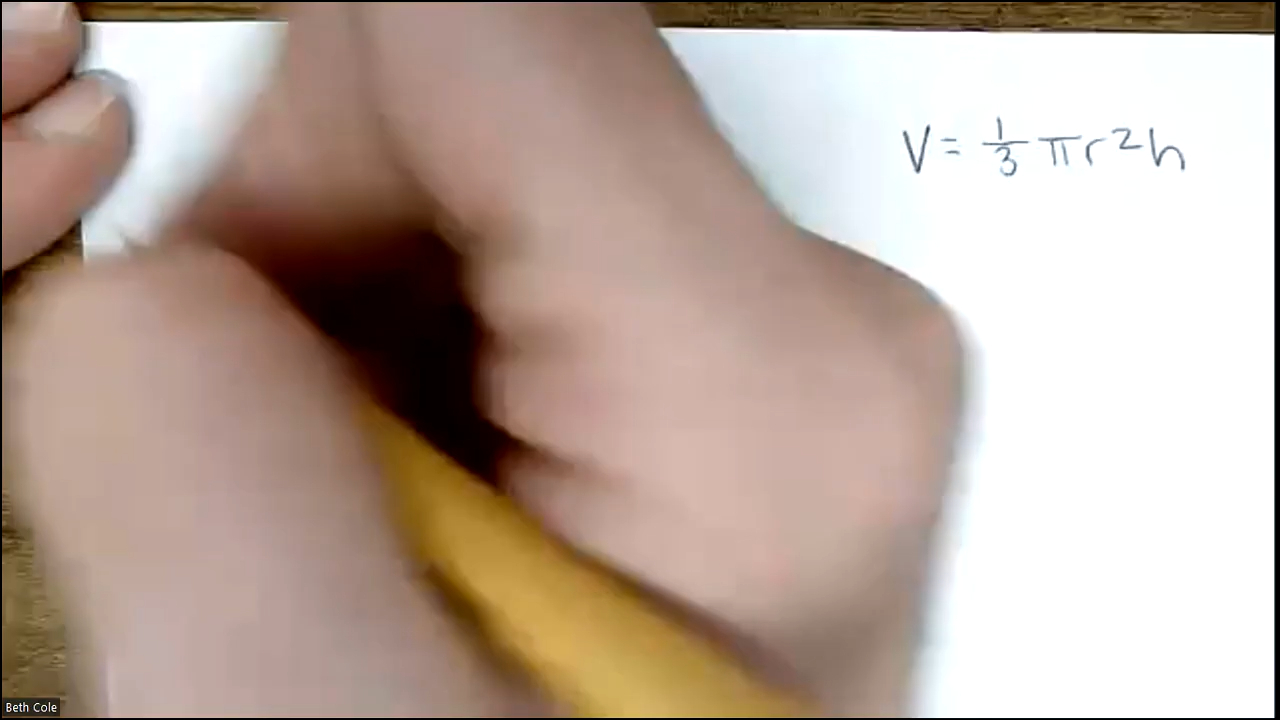 V = 1/3 πr²h
Beth Cole